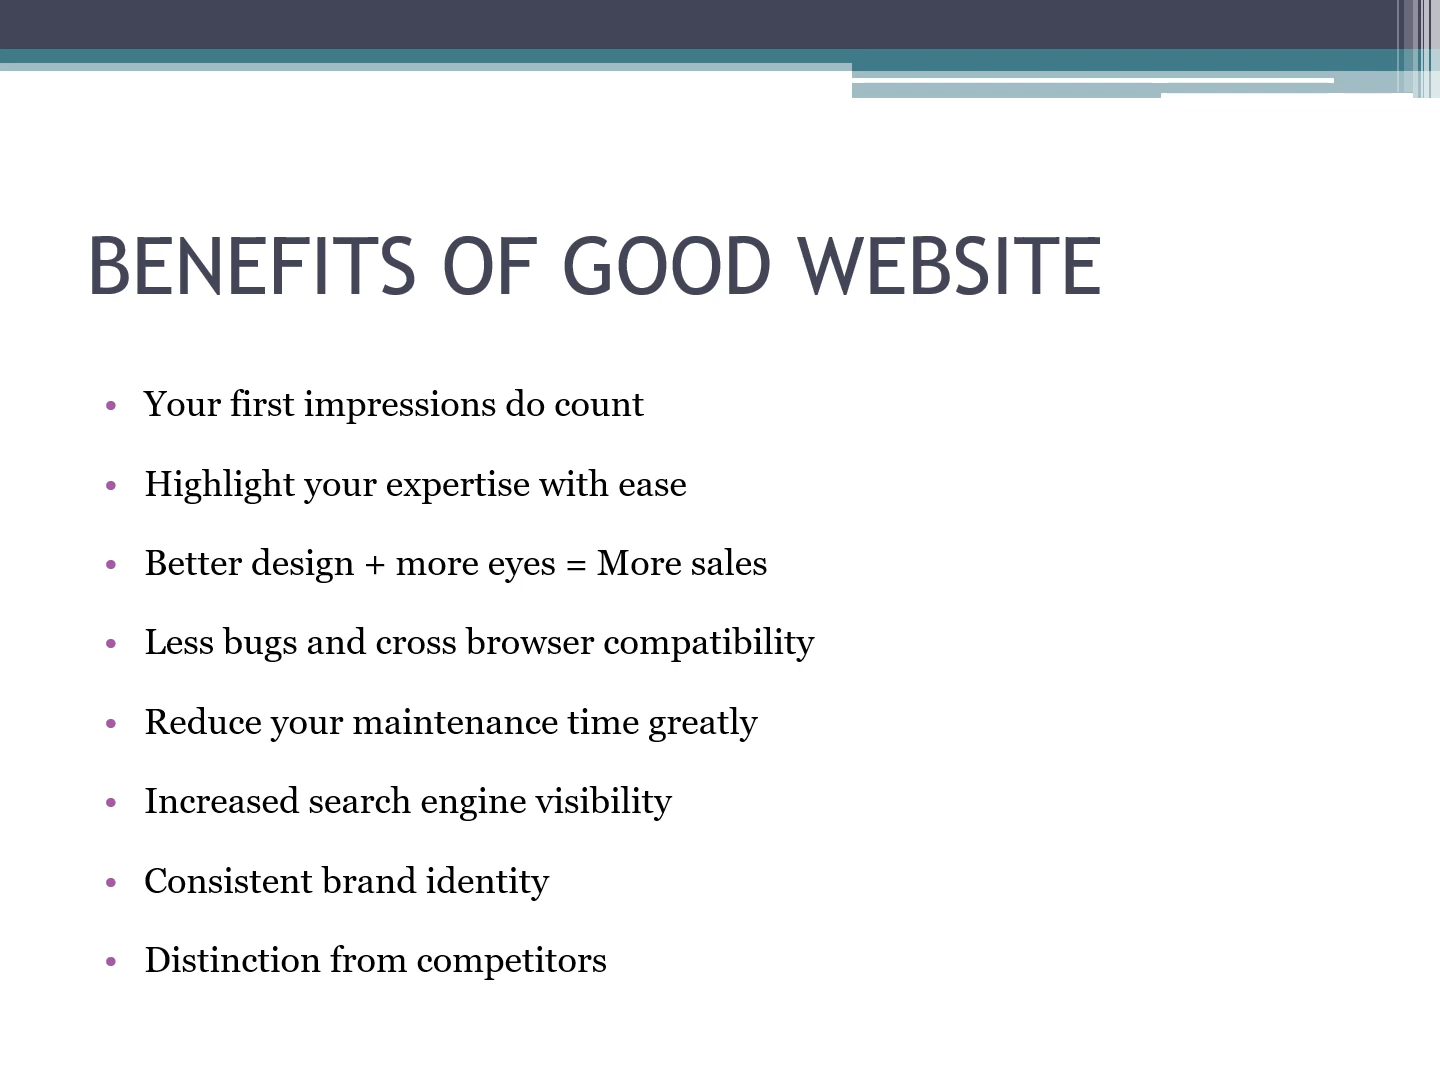 BENEFITS OF GOOD WEBSITE
• Your first impressions do count
• Highlight your expertise with ease
• Better design + more eyes = More sales
• Less bugs and cross browser compatibility
• Reduce your maintenance time greatly
• Increased search engine visibility
• Consistent brand identity
• Distinction from competitors